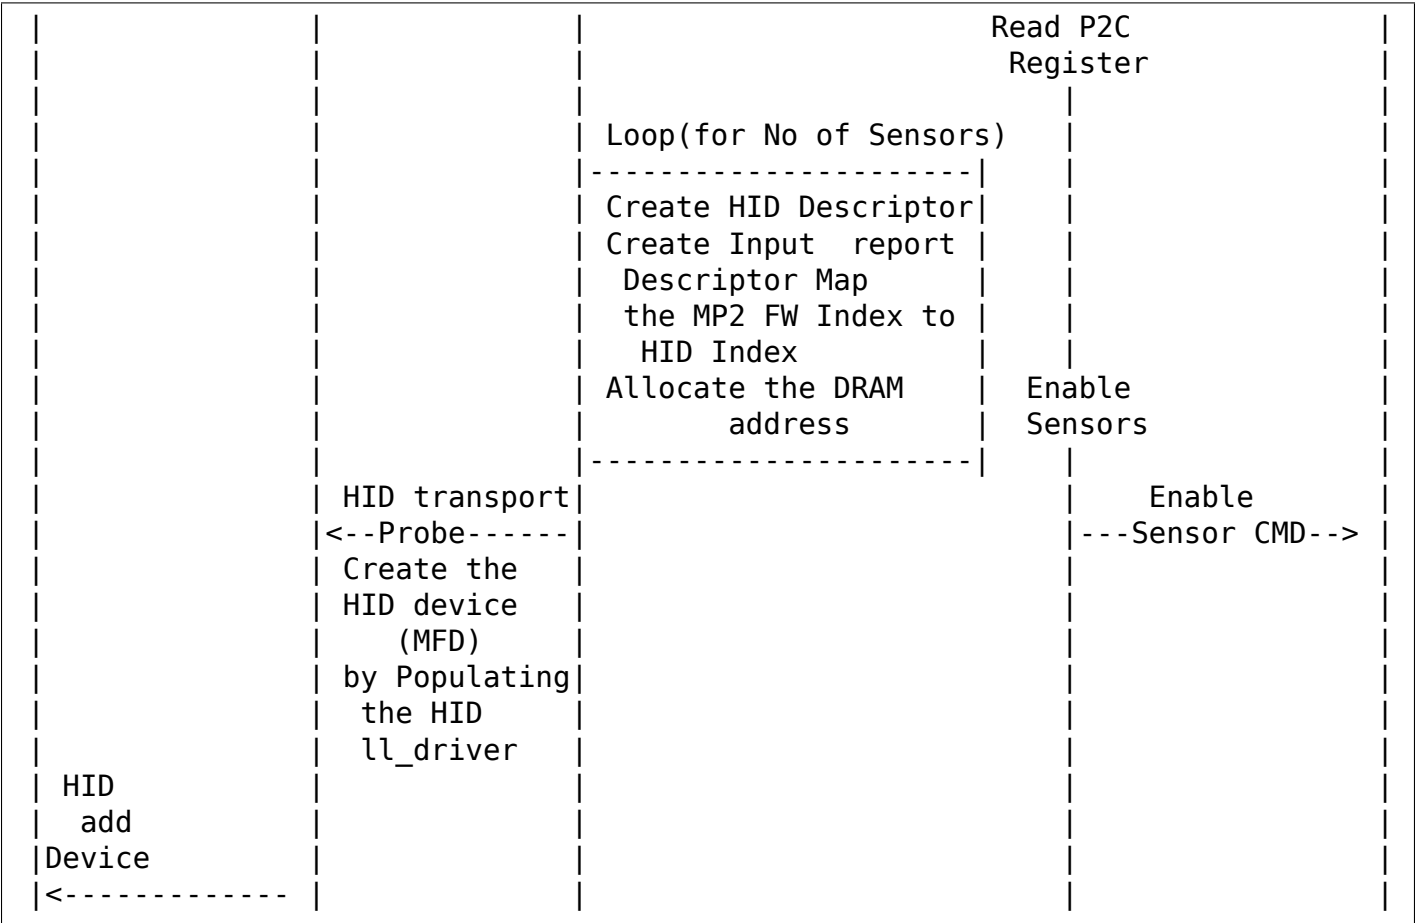 |               |              |                       Read P2C              |
|               |              |                        Register             |
|               |              |                           |                 |
|               |              | Loop(for No of Sensors)   |                 |
|               |              |----------------------|    |                 |
|               |              | Create HID Descriptor|    |                 |
|               |              | Create Input  report |    |                 |
|               |              |  Descriptor Map      |    |                 |
|               |              |  the MP2 FW Index to |    |                 |
|               |              |   HID Index          |    |                 |
|               |              | Allocate the DRAM    |  Enable             |
|               |              |        address       |  Sensors            |
|               |              |----------------------|    |                 |
|               | HID transport|                           |    Enable       |
|               |<--Probe------|                           |---Sensor CMD--> |
|               | Create the   |                           |                 |
|               | HID device   |                           |                 |
|               |    (MFD)     |                           |                 |
|               | by Populating|                           |                 |
|               |  the HID     |                           |                 |
|               |  ll_driver   |                           |                 |
| HID           |              |                           |                 |
|  add          |              |                           |                 |
|Device         |              |                           |                 |
|<------------- |              |                           |                 |